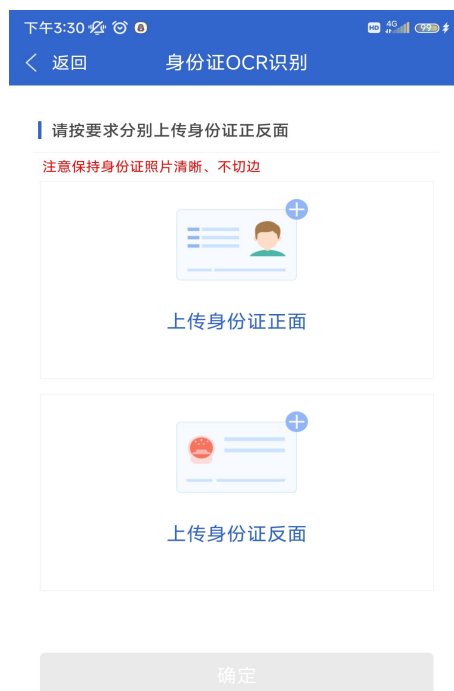 下午3:30
HD 4G 99
返回 身份证OCR识别
请按要求分别上传身份证正反面
注意保持身份证照片清晰、不切边
上传身份证正面
上传身份证反面
确定